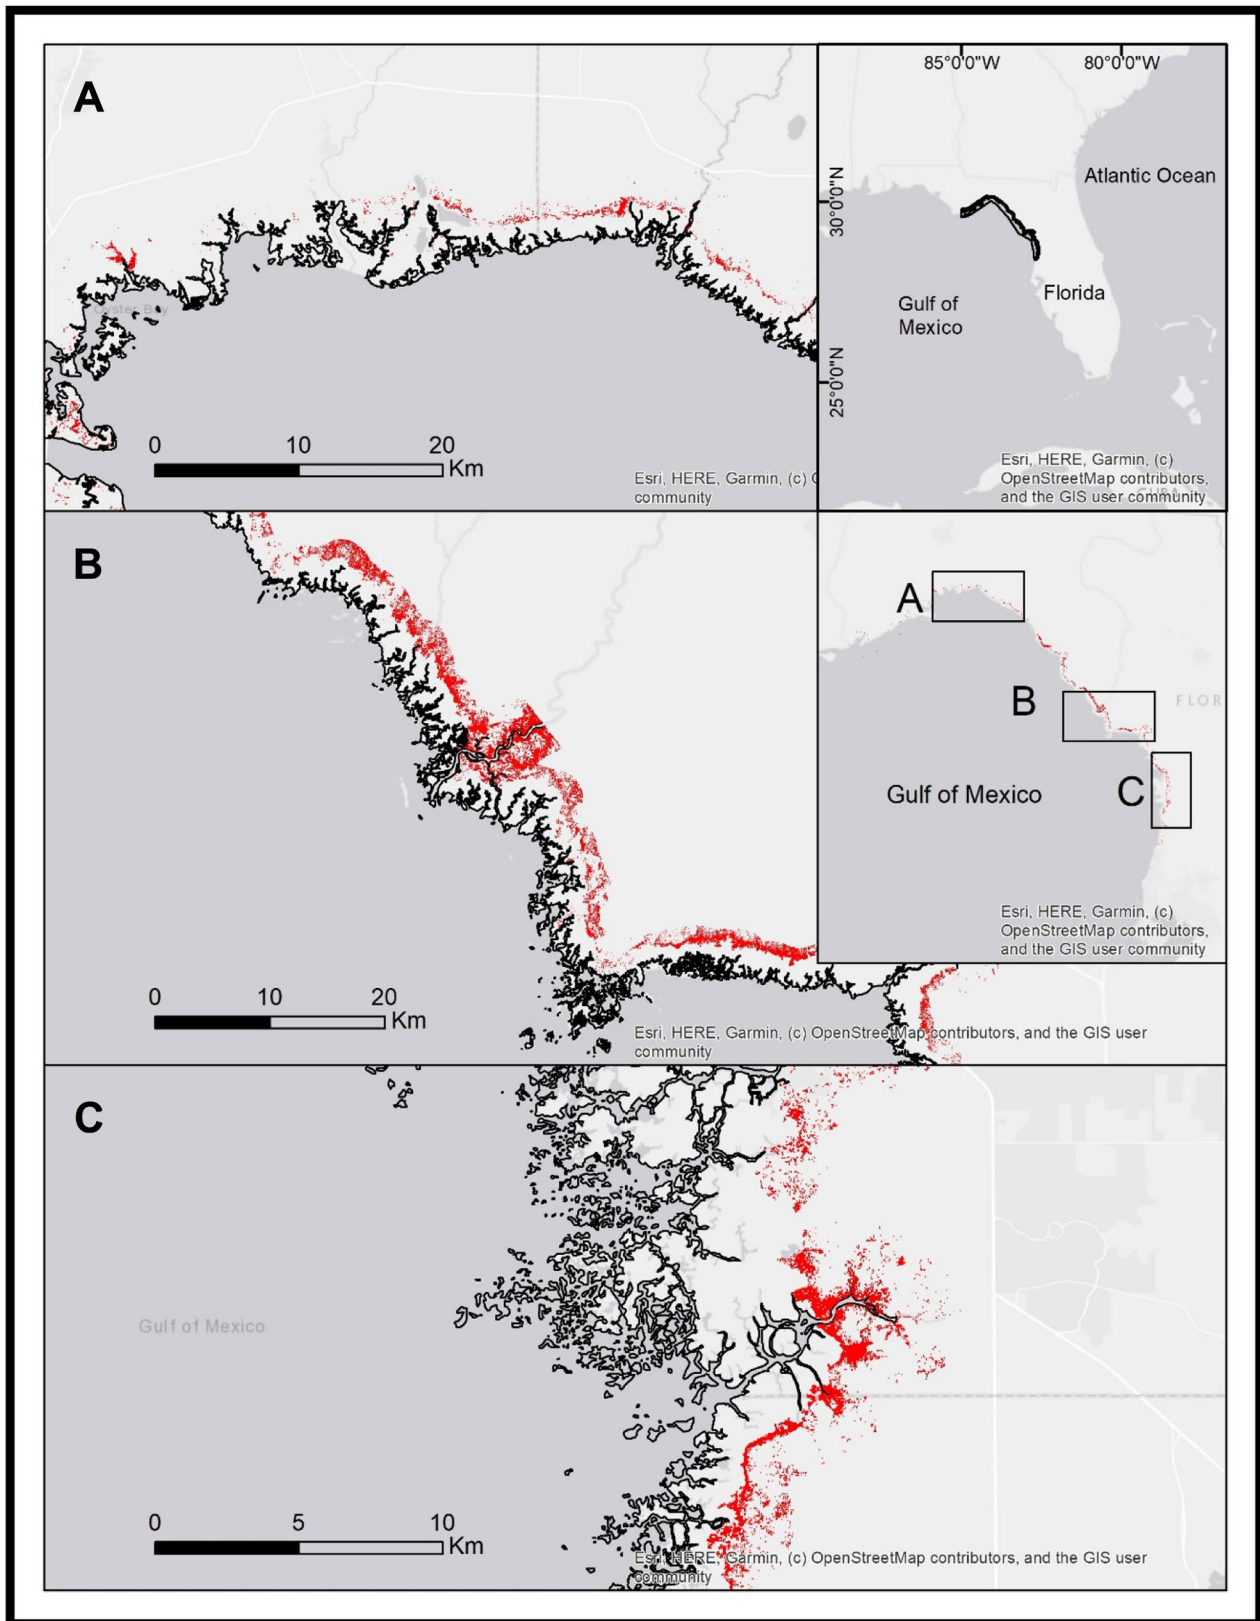 A
Oyster Bay
0 10 20
Km
Esri, HERE, Garmin, (c) O
community
85°0'0"W 80°0'0"W
30°0'0"N
25°0'0"N
Atlantic Ocean
Gulf of
Mexico
Florida
CUBA
Esri, HERE, Garmin, (c)
OpenStreetMap contributors,
and the GIS user community
B
0 10 20
Km
Esri, HERE, Garmin, (c) OpenStreetMap contributors, and the GIS user
community
A
B
C
FLOR
Gulf of Mexico
Esri, HERE, Garmin, (c)
OpenStreetMap contributors,
and the GIS user community
C
Gulf of Mexico
0 5 10
Km
Esri, HERE, Garmin, (c) OpenStreetMap contributors, and the GIS user
community